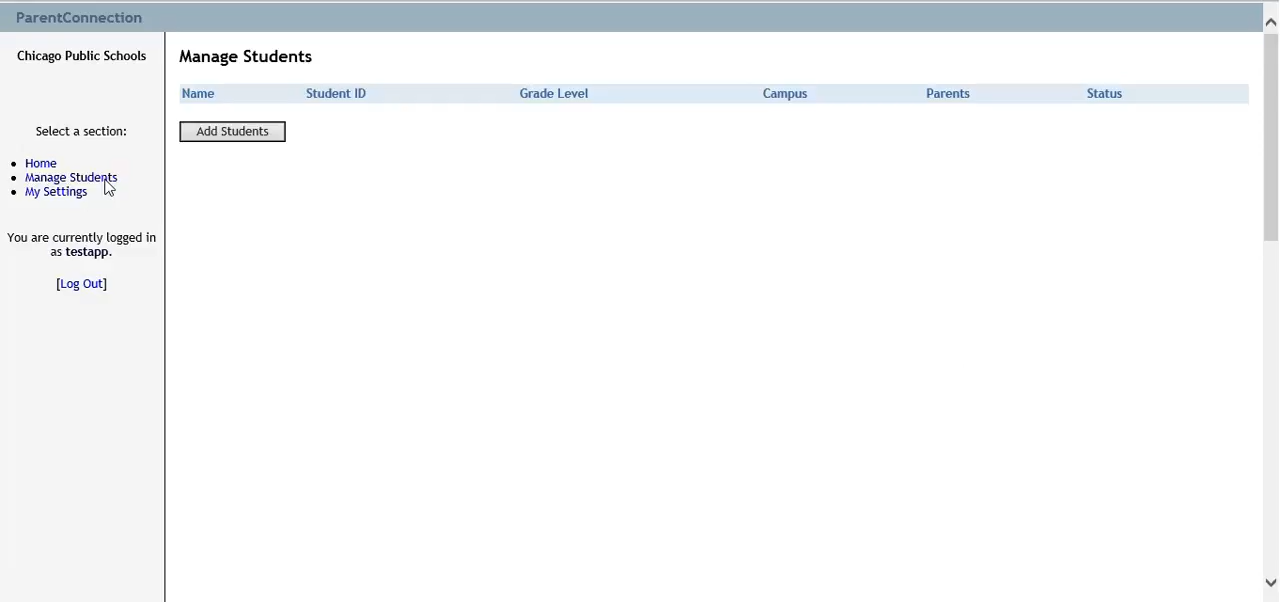 ParentConnection
Chicago Public Schools
Select a section:
Home
Manage Students
My Settings
You are currently logged in
as testapp.
[Log Out]
Manage Students
Name Student ID Grade Level Campus Parents Status
Add Students